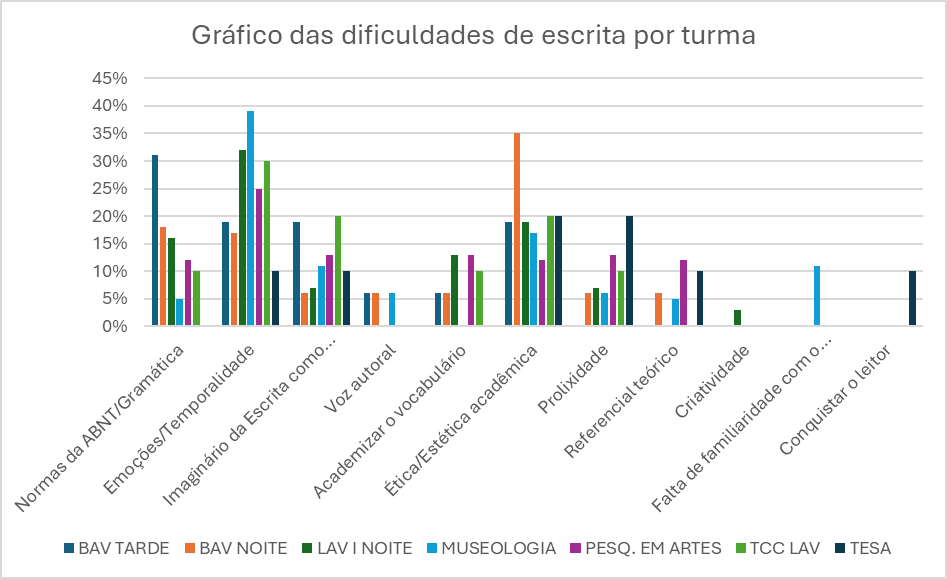 Gráfico das dificuldades de escrita por turma
45%
40%
35%
30%
25%
20%
15%
10%
5%
0%
Normas da ABNT/Gramática
Emoções/Temporalidade
Imaginário da Escrita como...
Voz autoral
Academizar o vocabulário
Ética/Estética acadêmica
Prolixidade
Referencial teórico
Criatividade
Falta de familiaridade com o...
Conquistar o leitor
BAV TARDE BAV NOITE LAV I NOITE MUSEOLOGIA PESQ. EM ARTES TCC LAV TESA